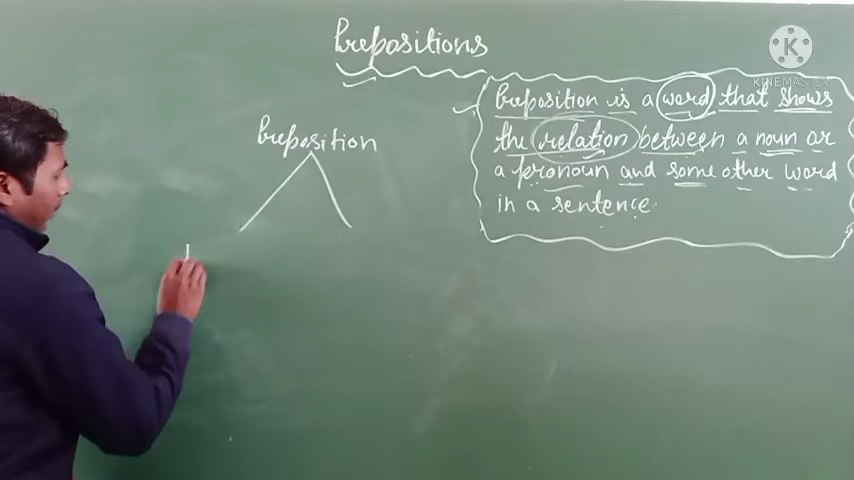 Prepositions
K
KINEMASTER
Preposition is a word that shows
the relation between a noun or
a pronoun and some other word
in a sentence.
Preposition